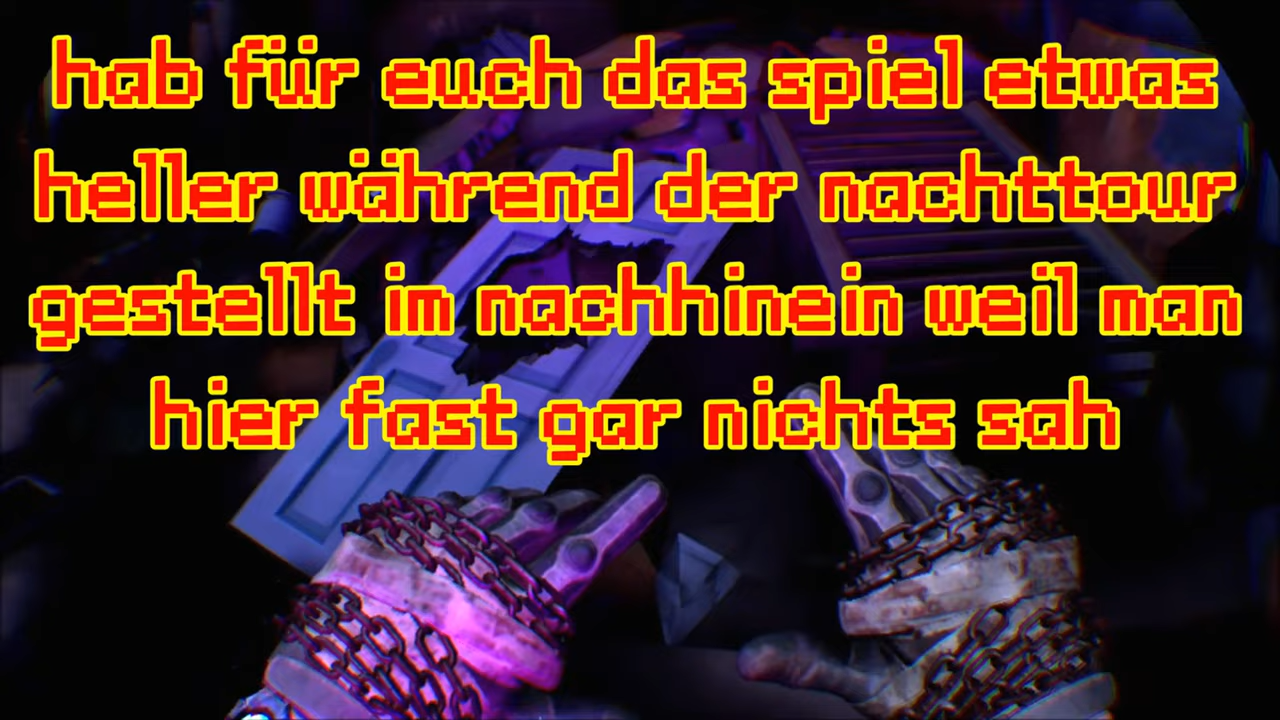 hab für euch das spiel etwas
heller während der nachttour
gestellt im nachhinein weil man
hier fast gar nichts sah